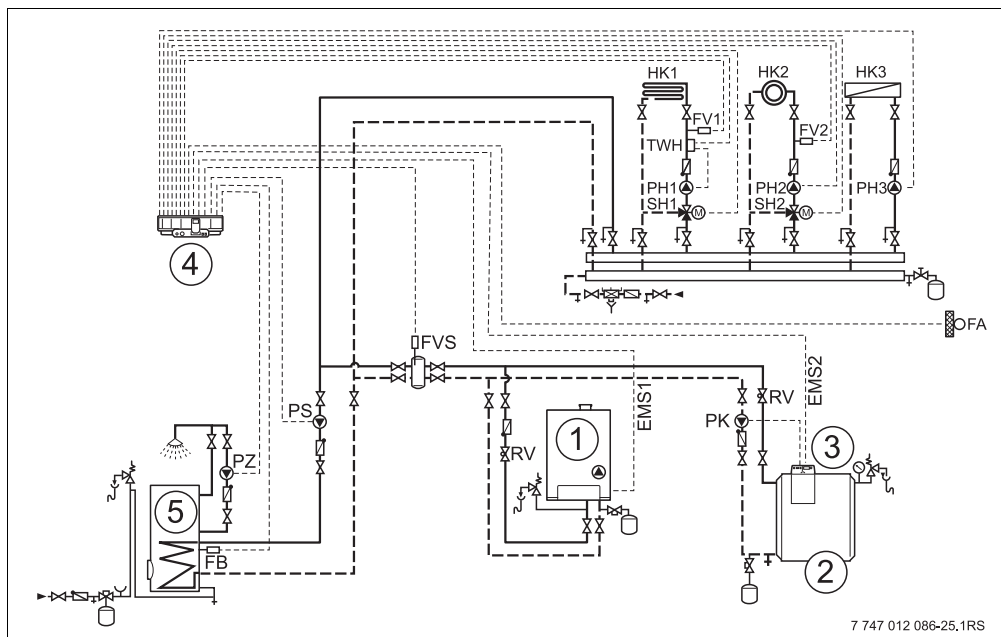 HK1
HK2
HK3
FV1
FV2
TWH
PH1
PH2
PH3
SH1
M
SH2
M
4
FA
FVS
EMS1
EMS2
RV
PS
PK
1
3
PZ
RV
5
FB
2
7 747 012 086-25.1RS